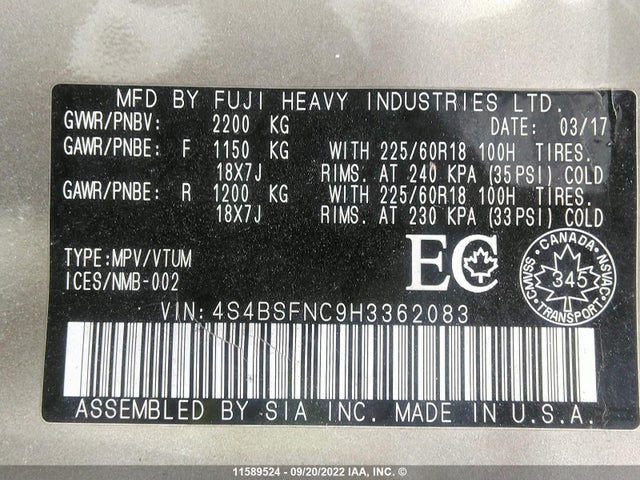 MFD BY FUJI HEAVY INDUSTRIES LTD.
GVWR/PNBV: 2200 KG DATE: 03/17
GAWR/PNBE: F 1150 KG WITH 225/60R18 100H TIRES.
18X7J RIMS. AT 240 KPA (35PSI) COLD
GAWR/PNBE: R 1200 KG WITH 225/60R18 100H TIRES.
18X7J RIMS. AT 230 KPA (33PSI) COLD
TYPE:MPV/VTUM
ICES/NMB-002
EC
CMVSS · CANADA · NSVAC
345
VIN:4S4BSFNC9H3362083
ASSEMBLED BY SIA INC. MADE IN U.S.A.
11589524 - 09/20/2022 IAA, INC. ©